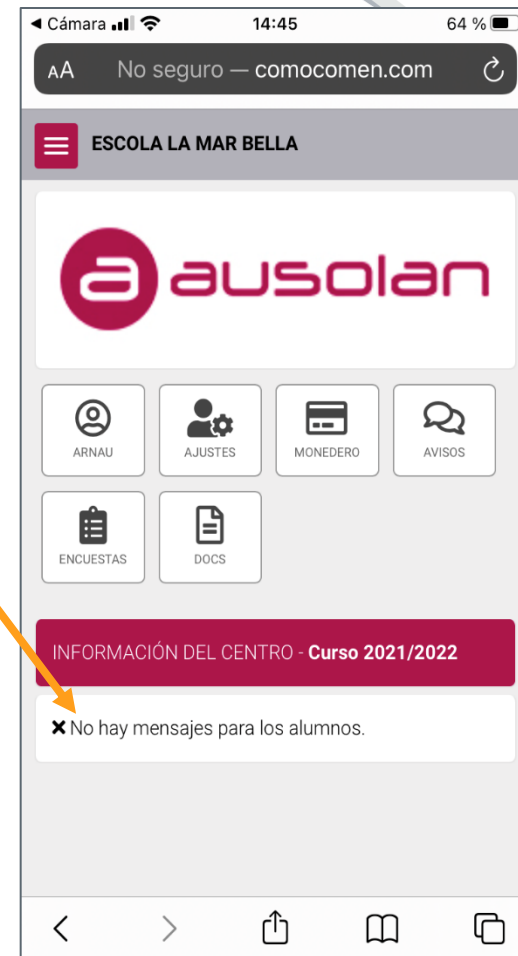 ◀ Cámara 14:45 64 %
AA No seguro — comocomen.com
ESCOLA LA MAR BELLA
a ausolan
ARNAU AJUSTES MONEDERO AVISOS
ENCUESTAS DOCS
INFORMACIÓN DEL CENTRO - Curso 2021/2022
✖ No hay mensajes para los alumnos.